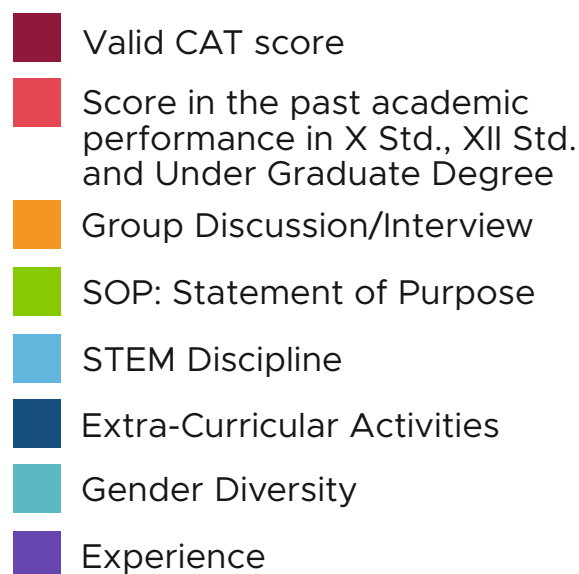 Valid CAT score
Score in the past academic
performance in X Std., XII Std.
and Under Graduate Degree
Group Discussion/Interview
SOP: Statement of Purpose
STEM Discipline
Extra-Curricular Activities
Gender Diversity
Experience